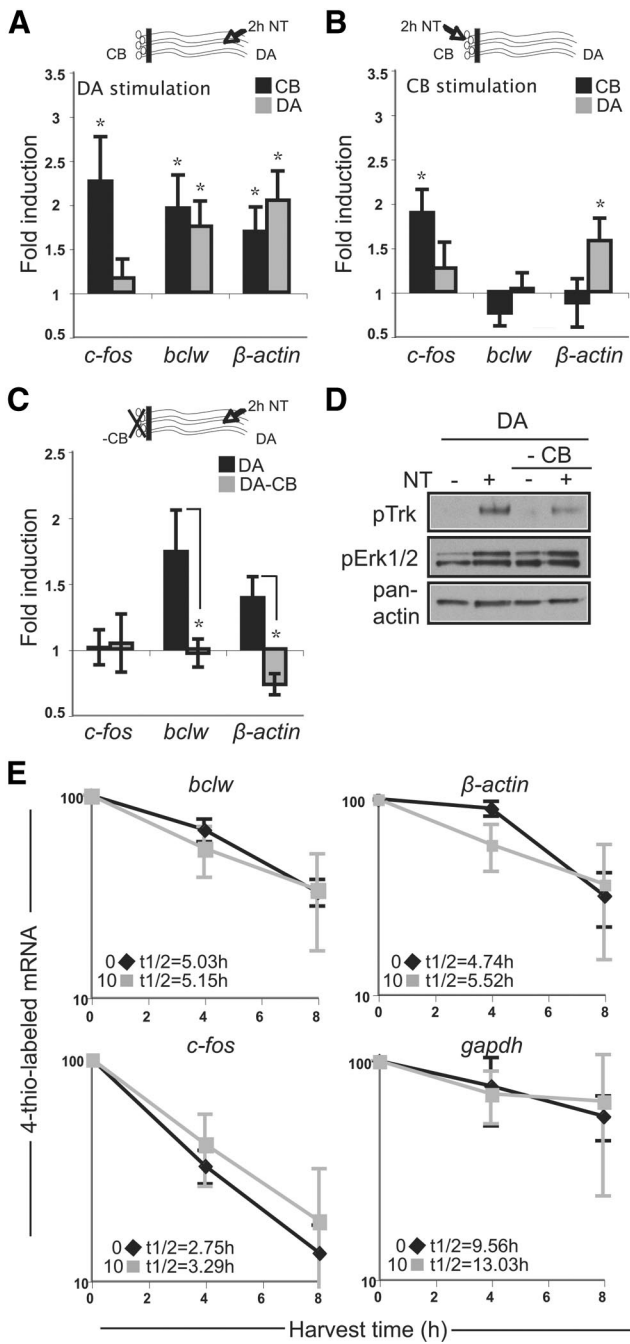 A
2h NT
CB
DA
DA stimulation
CB
DA
Fold induction
3.5
3
2.5
2
1.5
1
0.5
*
*
*
*
*
c-fos
bclw
β-actin
B
2h NT
CB
DA
CB stimulation
CB
DA
Fold induction
3.5
3
2.5
2
1.5
1
0.5
*
*
c-fos
bclw
β-actin
C
2h NT
-CB
DA
DA
DA-CB
Fold induction
2.5
2
1.5
1
0.5
*
*
c-fos
bclw
β-actin
D
DA
- CB
NT - + - +
pTrk
pErk1/2
pan-
actin
E
4-thio-labeled mRNA
bclw
100
10
0 t1/2=5.03h
10 t1/2=5.15h
0 2 4 6 8
β-actin
100
10
0 t1/2=4.74h
10 t1/2=5.52h
0 2 4 6 8
c-fos
100
10
0 t1/2=2.75h
10 t1/2=3.29h
0 2 4 6 8
gapdh
100
10
0 t1/2=9.56h
10 t1/2=13.03h
0 2 4 6 8
Harvest time (h)